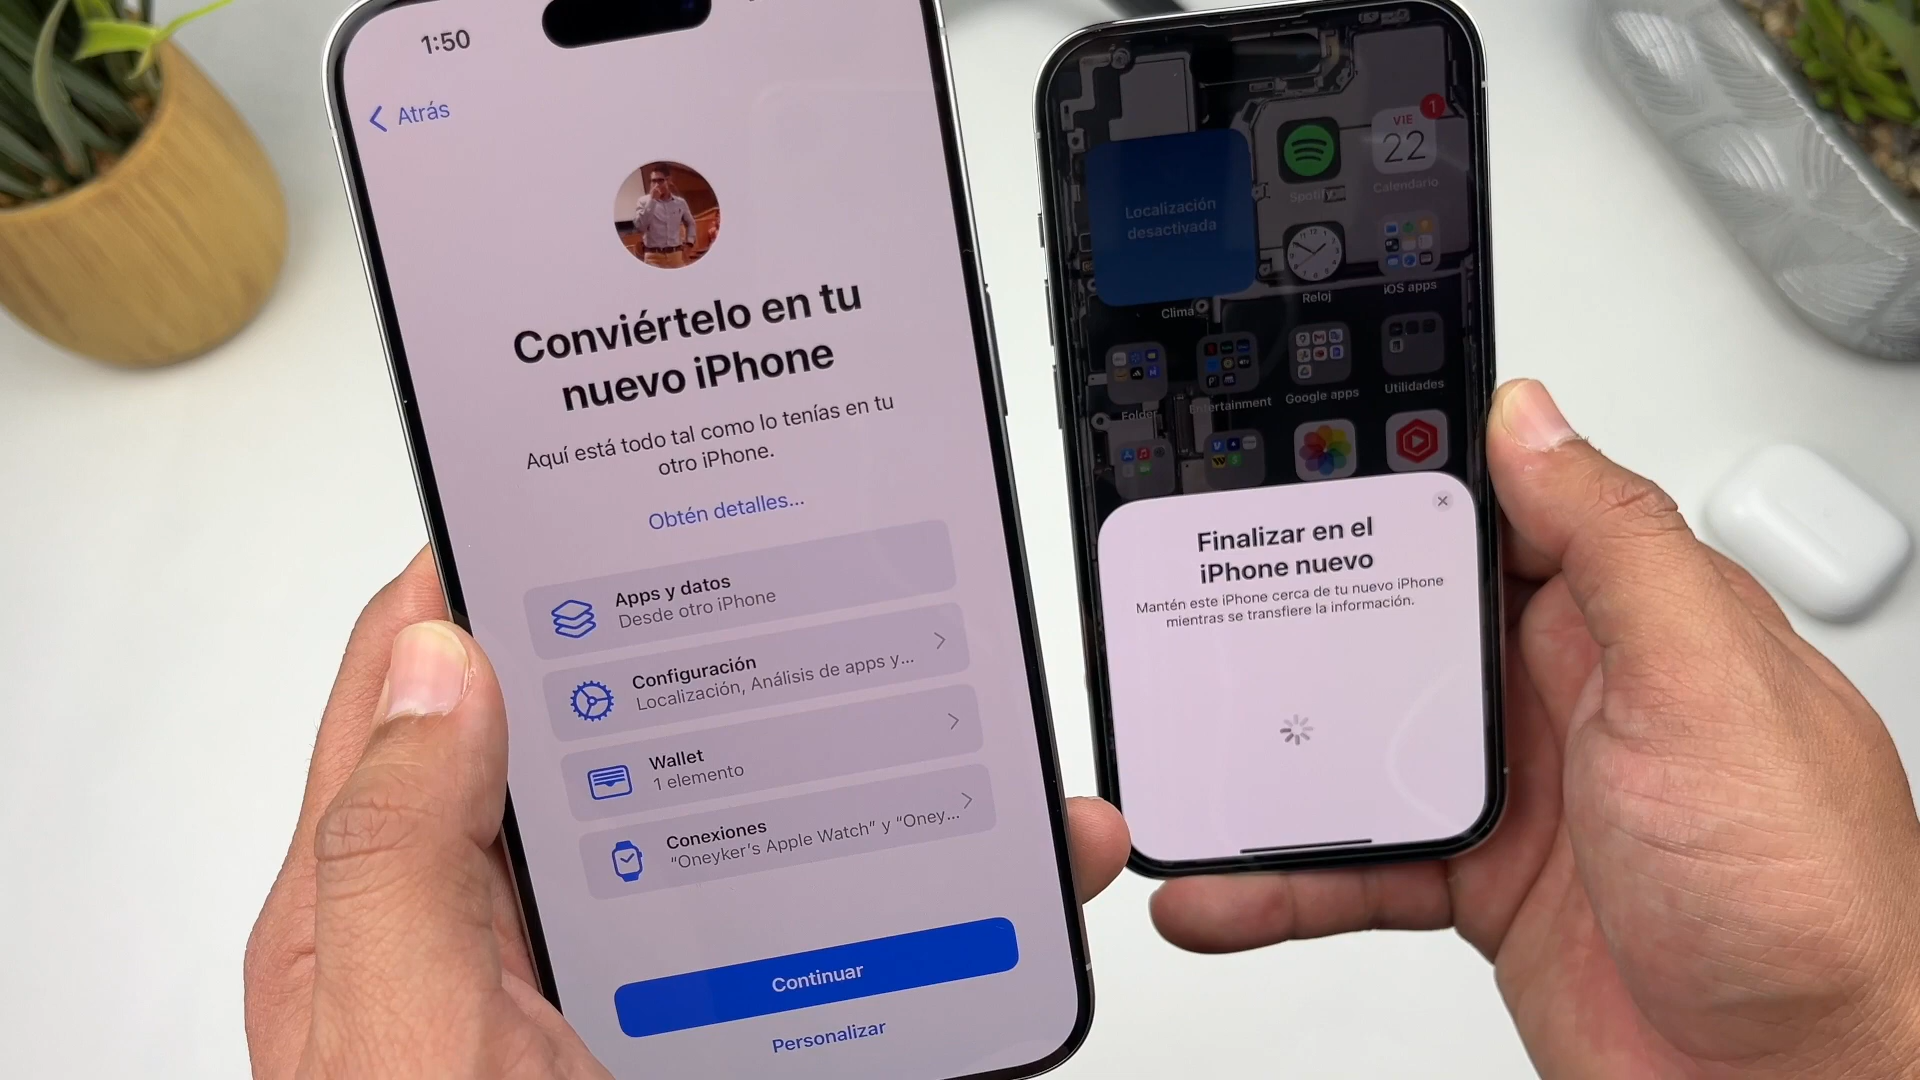 1:50
Atrás
Conviértelo en tu
nuevo iPhone
Aquí está todo tal como lo tenías en tu
otro iPhone.
Obtén detalles...
Apps y datos
Desde otro iPhone
Configuración
Localización, Análisis de apps y...
Wallet
1 elemento
Conexiones
"Oneyker's Apple Watch" y "Oney...
Continuar
Personalizar
Localización
desactivada
Clima
Spotify
VIE
22
1
Calendario
Reloj
iOS apps
Folder
Entertainment
Google apps
Utilidades
Finalizar en el
iPhone nuevo
Mantén este iPhone cerca de tu nuevo iPhone
mientras se transfiere la información.